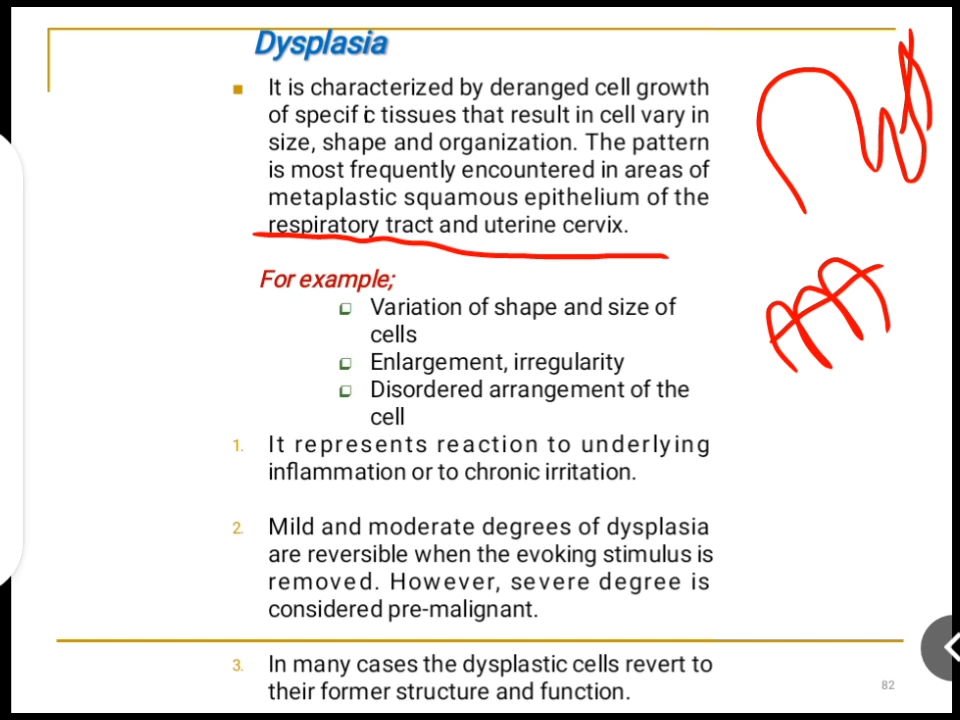 Dysplasia
It is characterized by deranged cell growth
of specific tissues that result in cell vary in
size, shape and organization. The pattern
is most frequently encountered in areas of
metaplastic squamous epithelium of the
respiratory tract and uterine cervix.
For example;
Variation of shape and size of
cells
Enlargement, irregularity
Disordered arrangement of the
cell
1. It represents reaction to underlying
inflammation or to chronic irritation.
2. Mild and moderate degrees of dysplasia
are reversible when the evoking stimulus is
removed. However, severe degree is
considered pre-malignant.
3. In many cases the dysplastic cells revert to
their former structure and function.
82